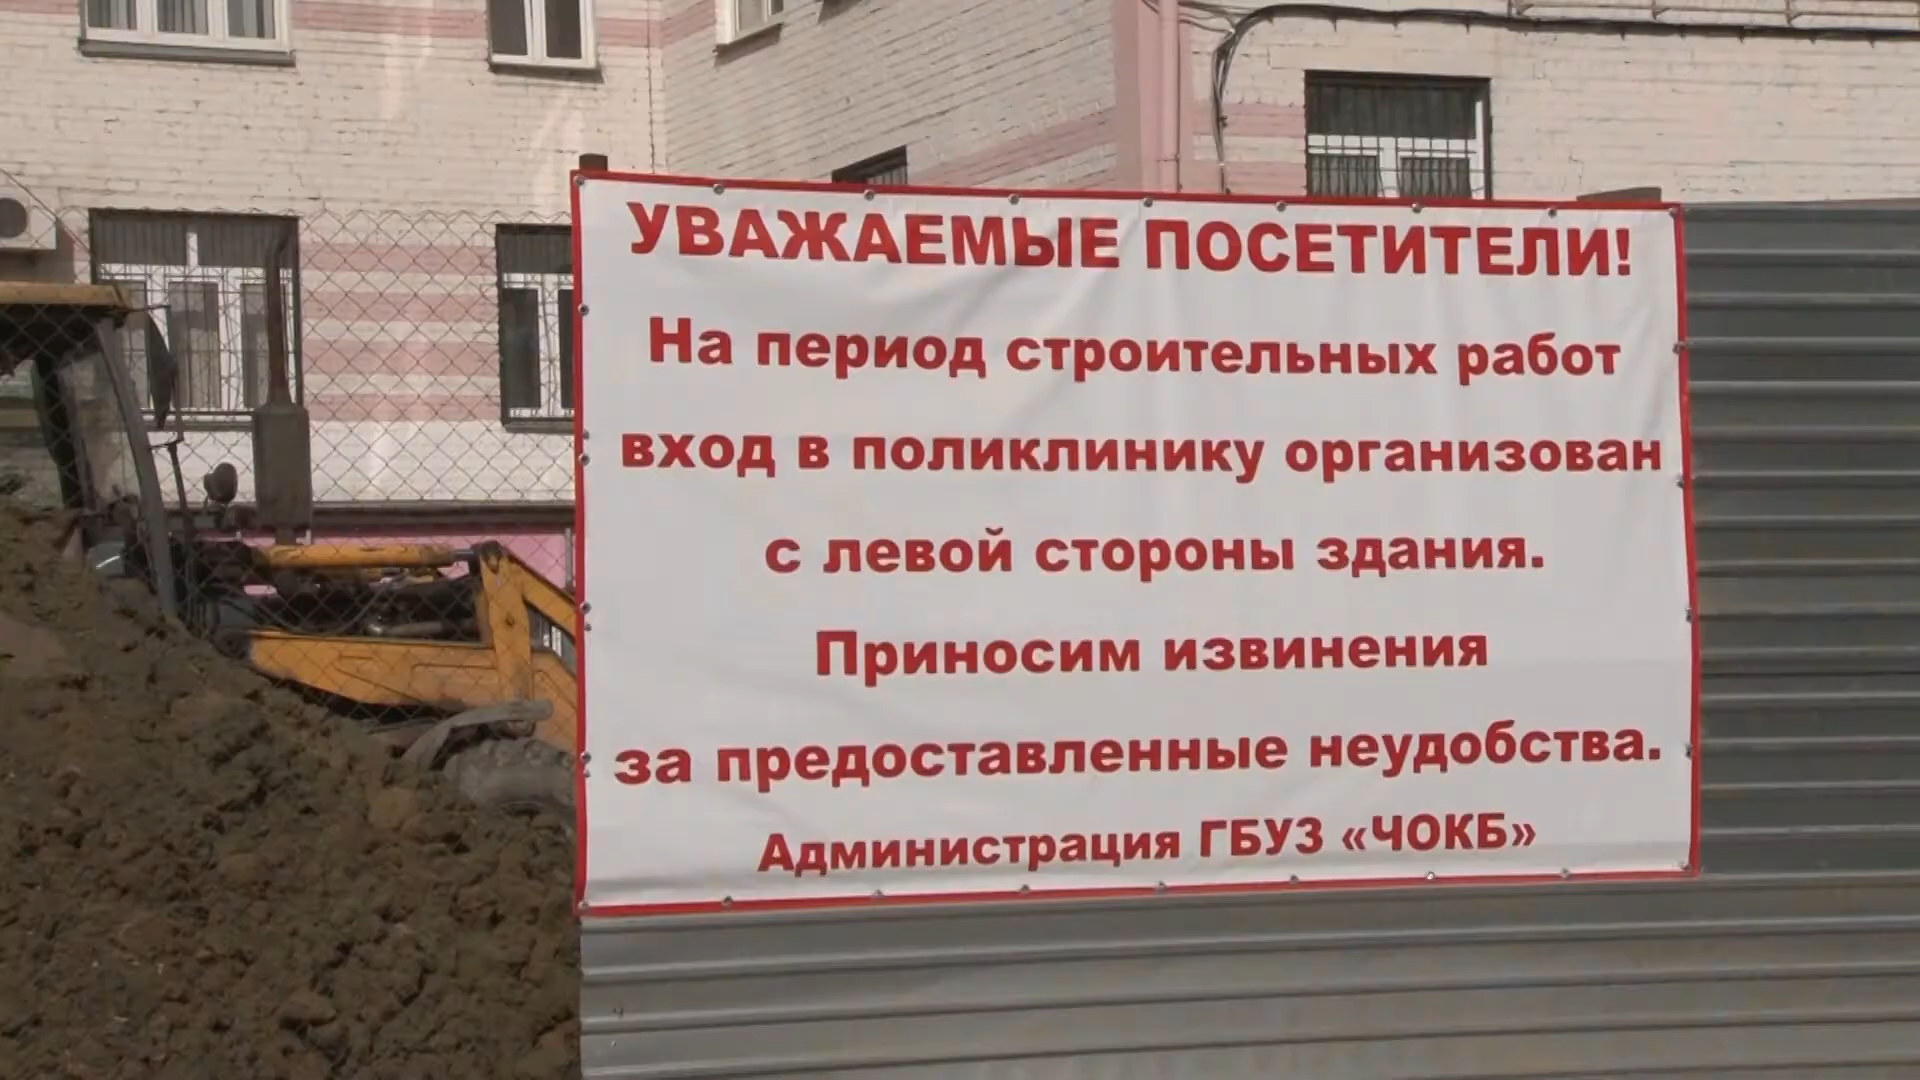 УВАЖАЕМЫЕ ПОСЕТИТЕЛИ!
На период строительных работ
вход в поликлинику организован
с левой стороны здания.
Приносим извинения
за предоставленные неудобства.
Администрация ГБУЗ «ЧОКБ»